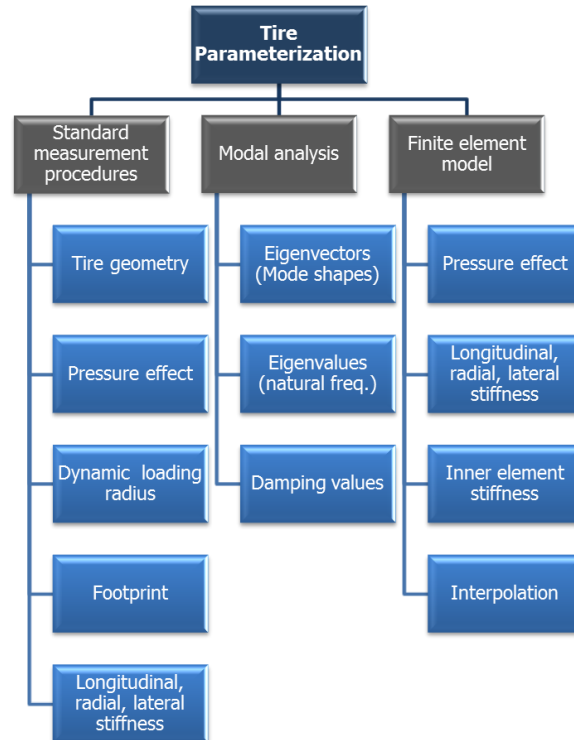 Tire
Parameterization
Standard
measurement
procedures
Modal analysis
Finite element
model
Tire geometry
Pressure effect
Dynamic loading
radius
Footprint
Longitudinal,
radial, lateral
stiffness
Eigenvectors
(Mode shapes)
Eigenvalues
(natural freq.)
Damping values
Pressure effect
Longitudinal,
radial, lateral
stiffness
Inner element
stiffness
Interpolation